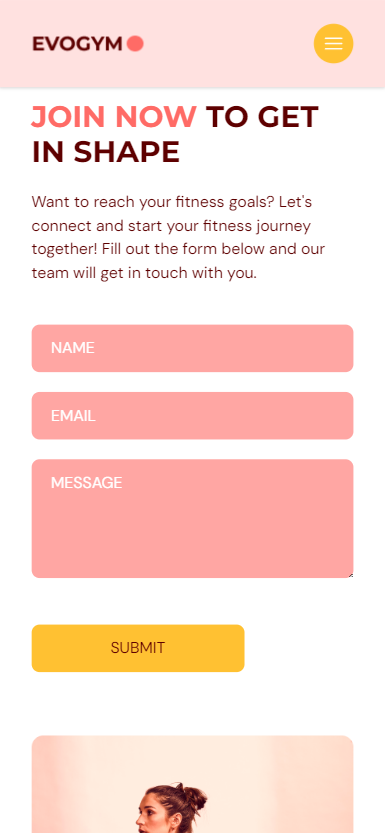 EVOGYM
JOIN NOW TO GET
IN SHAPE
Want to reach your fitness goals? Let's
connect and start your fitness journey
together! Fill out the form below and our
team will get in touch with you.
NAME
EMAIL
MESSAGE
SUBMIT